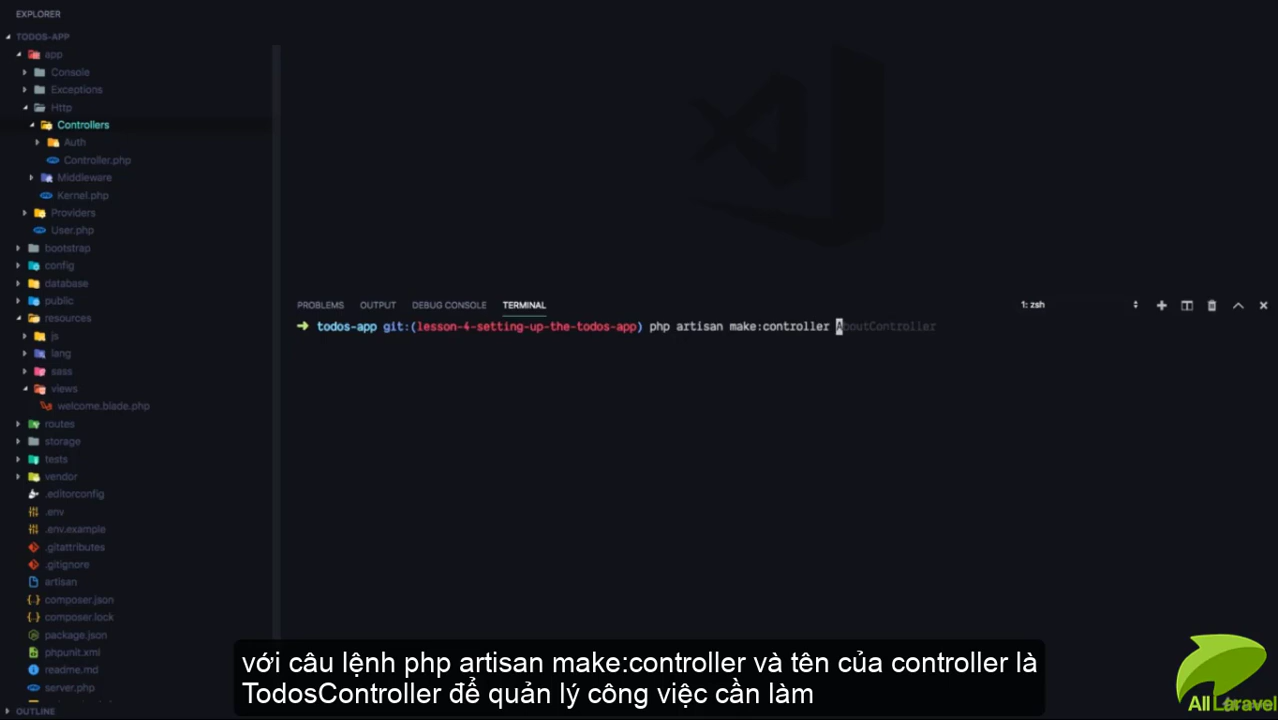 EXPLORER
TODOS-APP
app
Console
Exceptions
Http
Controllers
Auth
Controller.php
Middleware
Kernel.php
Providers
User.php
bootstrap
config
database
public
resources
js
lang
sass
views
welcome.blade.php
routes
storage
tests
vendor
.editorconfig
.env
.env.example
.gitattributes
.gitignore
artisan
composer.json
composer.lock
package.json
phpunit.xml
readme.md
server.php
OUTLINE
PROBLEMS OUTPUT DEBUG CONSOLE TERMINAL 1: zsh
todos-app git:(lesson-4-setting-up-the-todos-app) php artisan make:controller AboutController
với câu lệnh php artisan make:controller và tên của controller là
TodosController để quản lý công việc cần làm
All Laravel